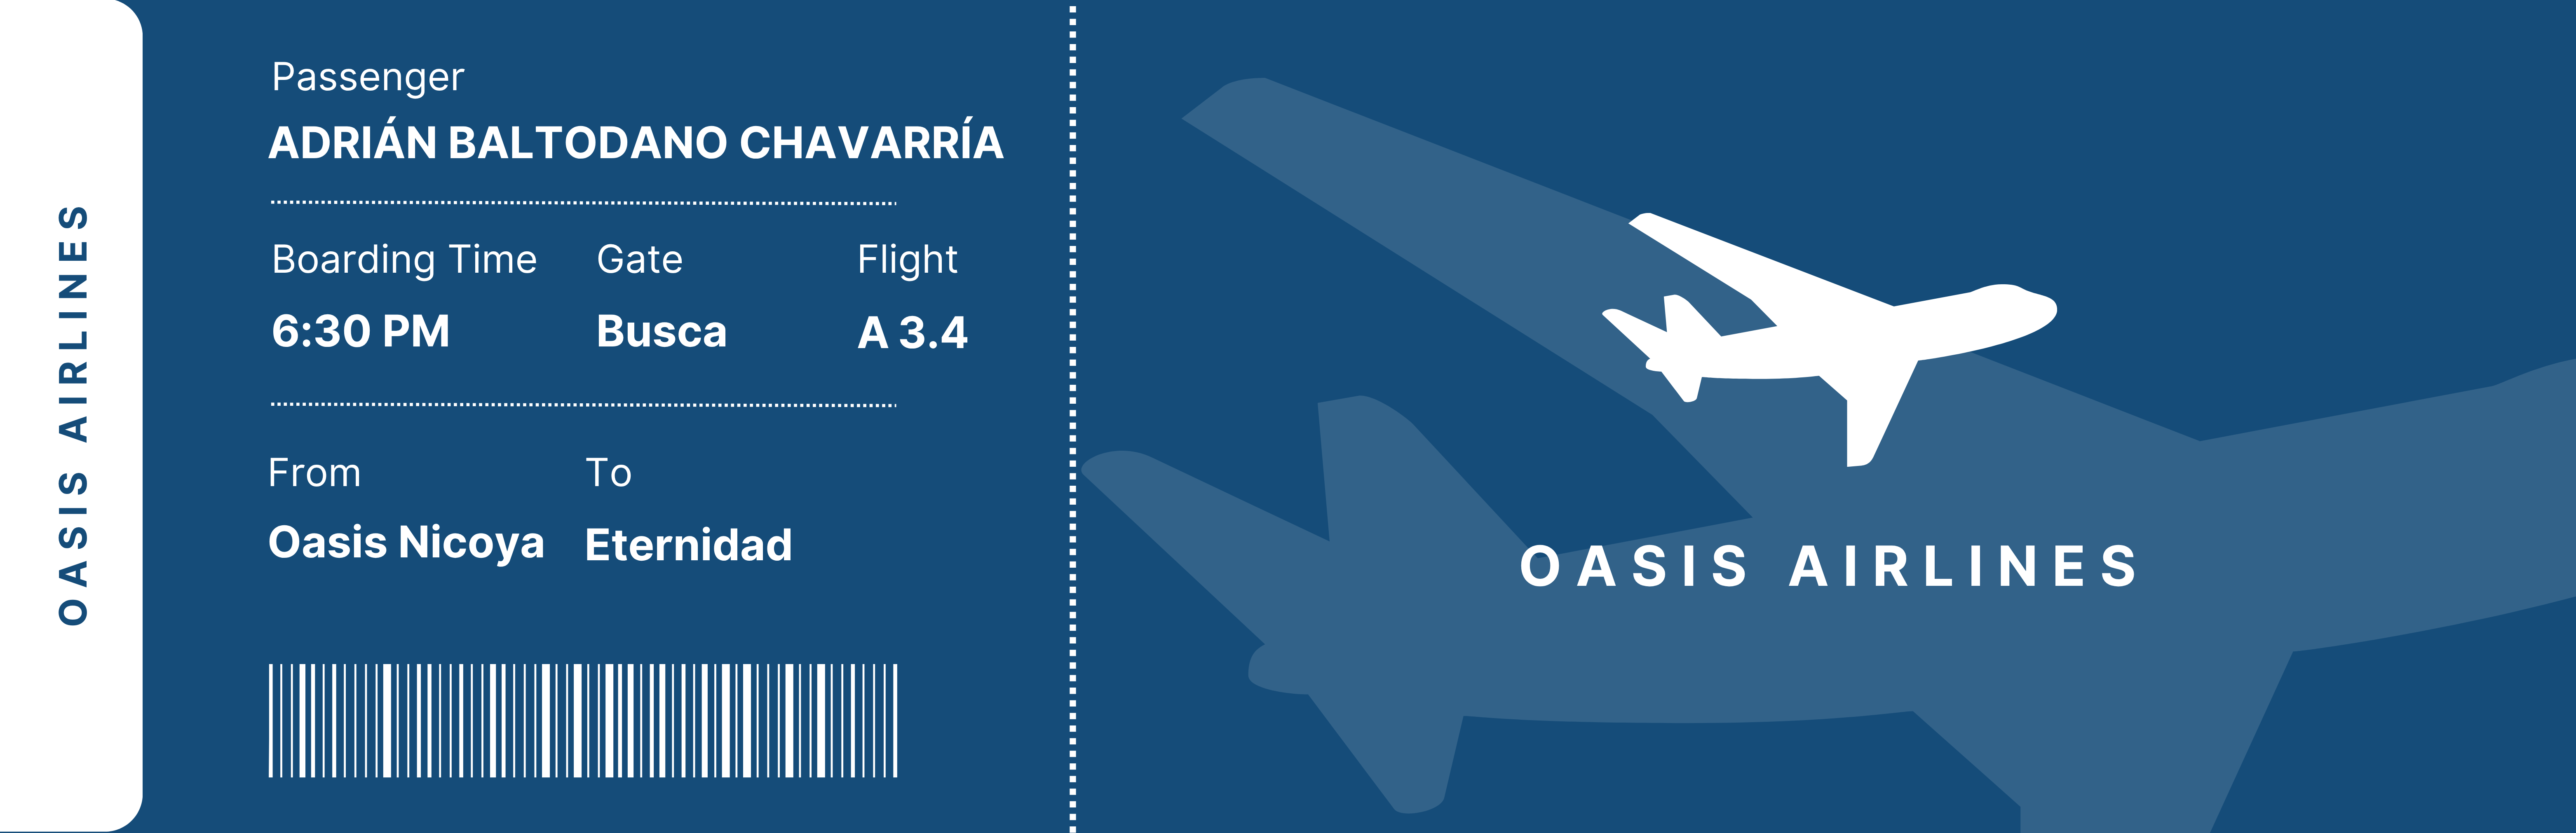 OASIS AIRLINES
Passenger
ADRIÁN BALTODANO CHAVARRÍA
Boarding Time Gate Flight
6:30 PM Busca A 3.4
From To
Oasis Nicoya Eternidad
OASIS AIRLINES